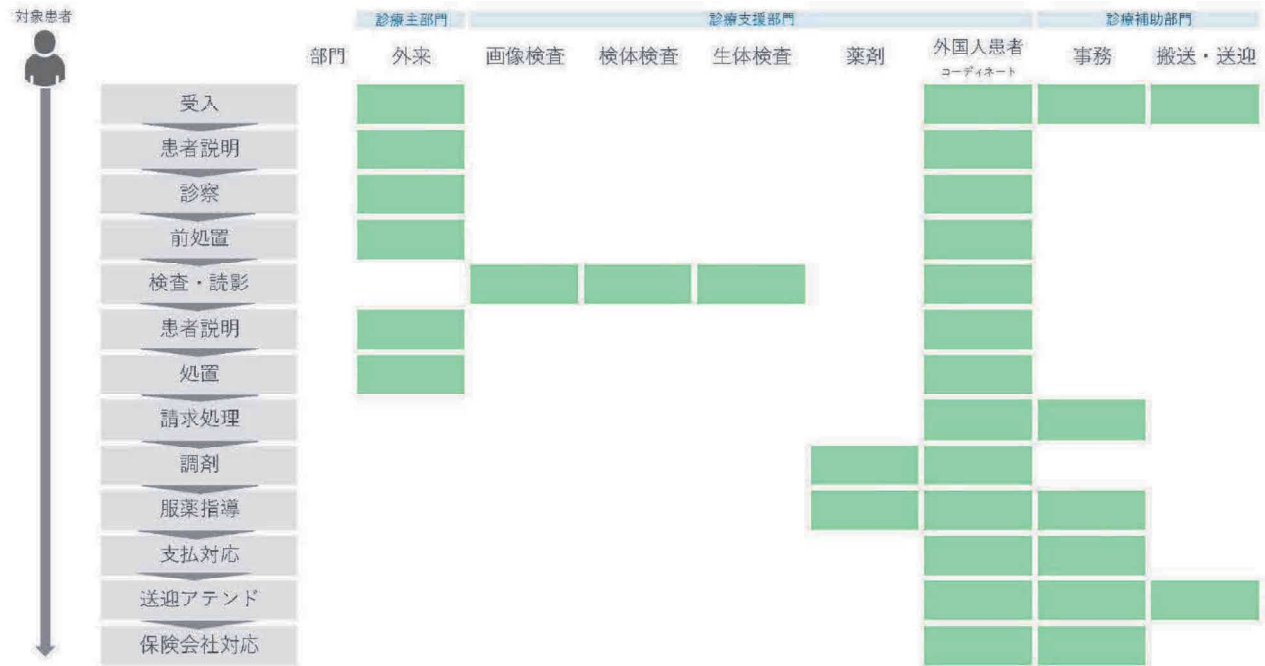 対象患者
診療主部門
診療支援部門
診療補助部門
部門
外来
画像検査
検体検査
生体検査
薬剤
外国人患者
コーディネート
事務
搬送・送迎
受入
患者説明
診察
前処置
検査・読影
患者説明
処置
請求処理
調剤
服薬指導
支払対応
送迎アテンド
保険会社対応